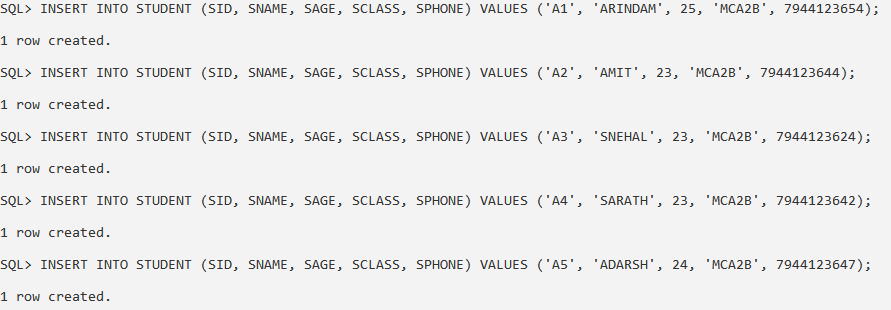 SQL> INSERT INTO STUDENT (SID, SNAME, SAGE, SCLASS, SPHONE) VALUES ('A1', 'ARINDAM', 25, 'MCA2B', 7944123654);
1 row created.
SQL> INSERT INTO STUDENT (SID, SNAME, SAGE, SCLASS, SPHONE) VALUES ('A2', 'AMIT', 23, 'MCA2B', 7944123644);
1 row created.
SQL> INSERT INTO STUDENT (SID, SNAME, SAGE, SCLASS, SPHONE) VALUES ('A3', 'SNEHAL', 23, 'MCA2B', 7944123624);
1 row created.
SQL> INSERT INTO STUDENT (SID, SNAME, SAGE, SCLASS, SPHONE) VALUES ('A4', 'SARATH', 23, 'MCA2B', 7944123642);
1 row created.
SQL> INSERT INTO STUDENT (SID, SNAME, SAGE, SCLASS, SPHONE) VALUES ('A5', 'ADARSH', 24, 'MCA2B', 7944123647);
1 row created.